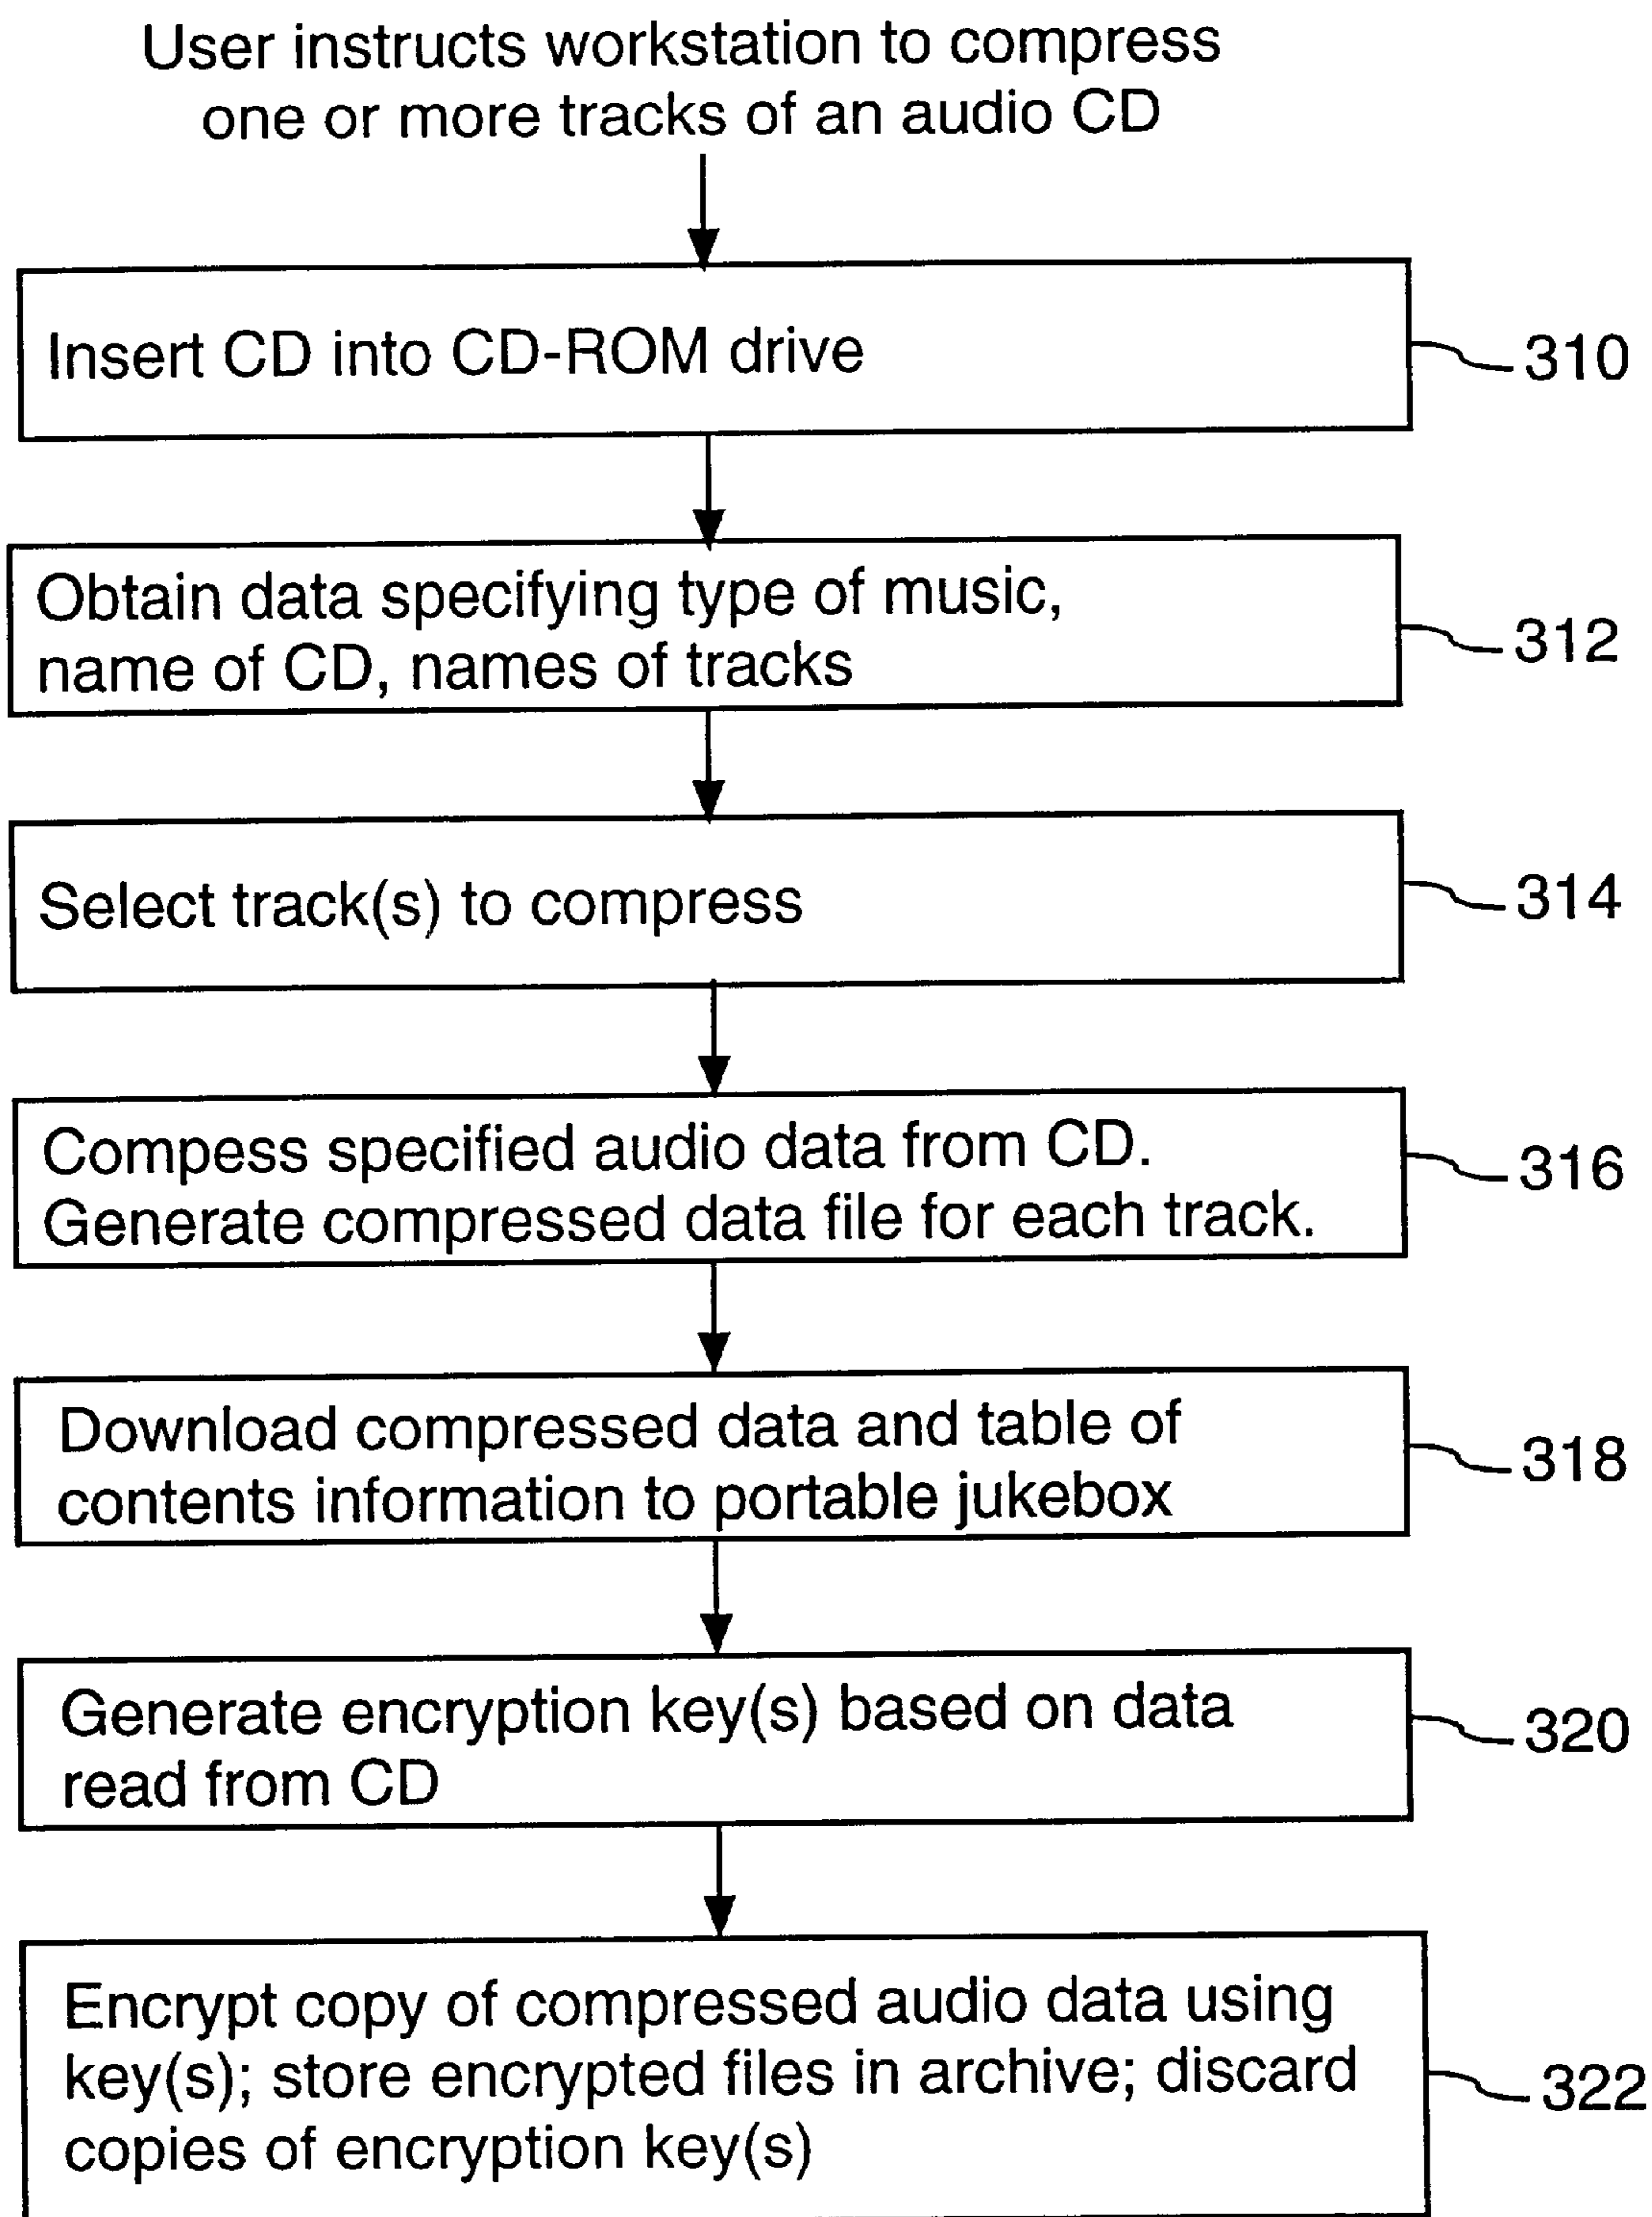 User instructs workstation to compress
one or more tracks of an audio CD
Insert CD into CD-ROM drive
310
Obtain data specifying type of music,
name of CD, names of tracks
312
Select track(s) to compress
314
Compess specified audio data from CD.
Generate compressed data file for each track.
316
Download compressed data and table of
contents information to portable jukebox
318
Generate encryption key(s) based on data
read from CD
320
Encrypt copy of compressed audio data using
key(s); store encrypted files in archive; discard
copies of encryption key(s)
322